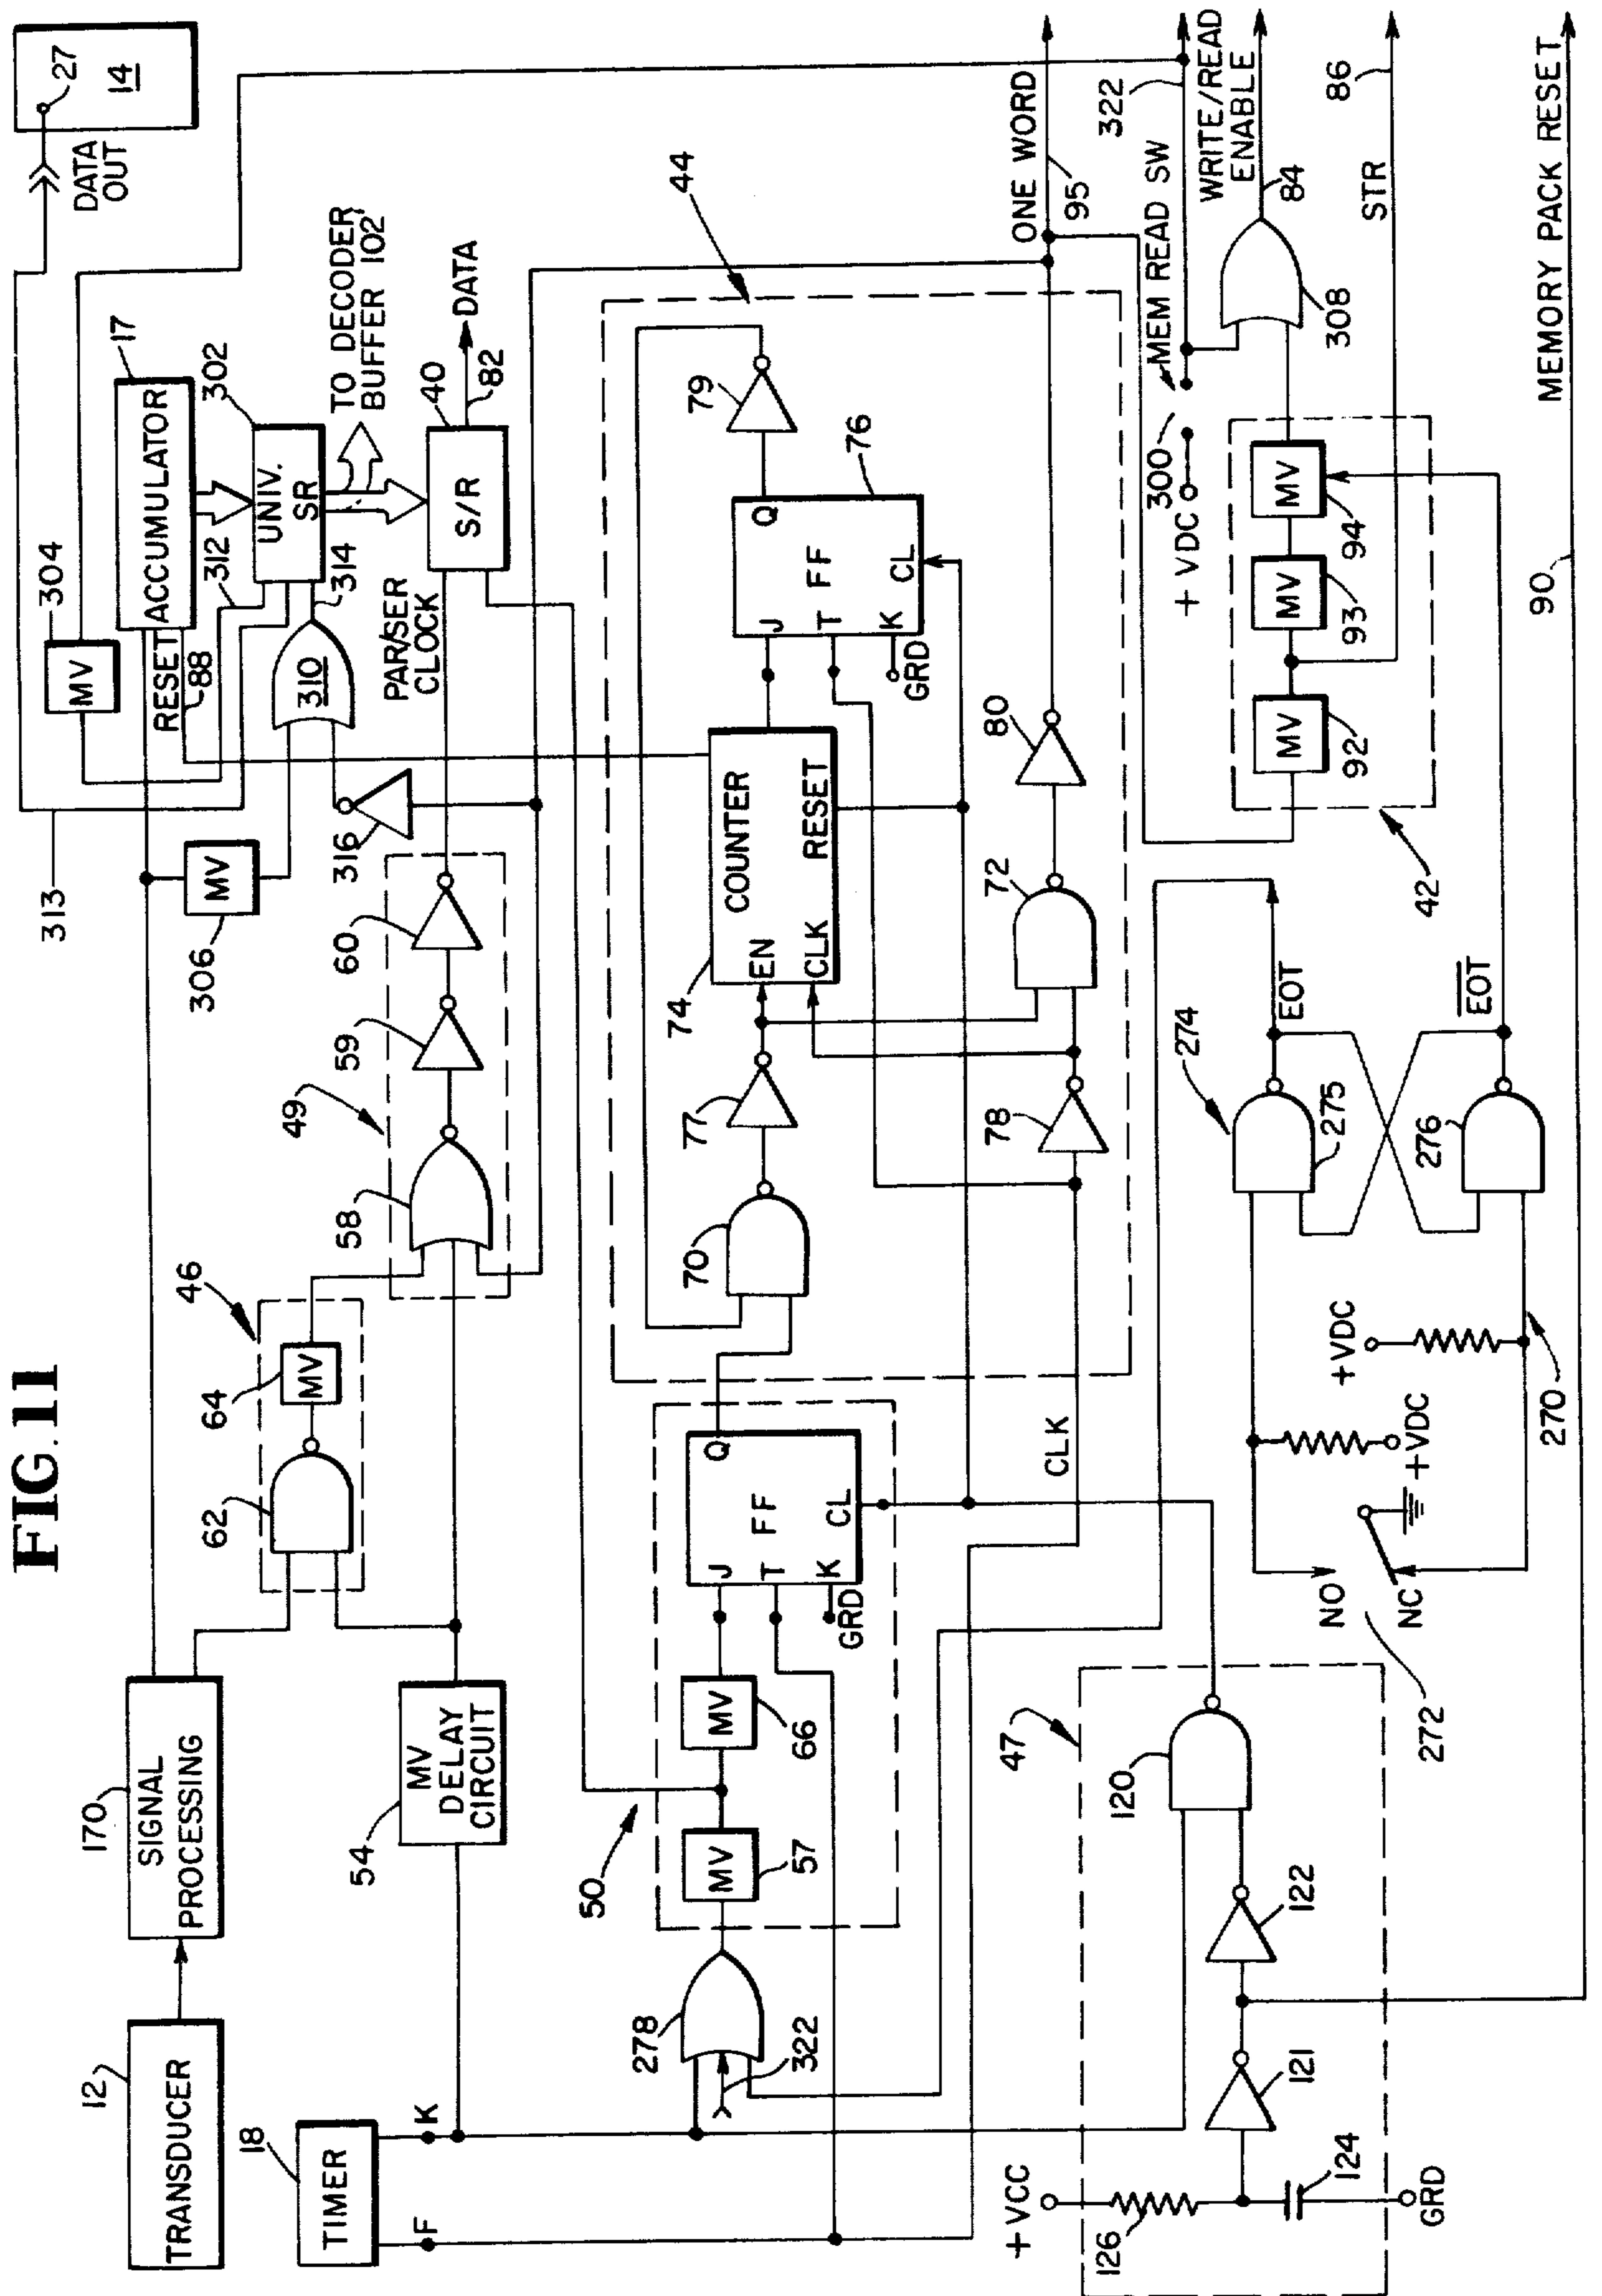 FIG. 11
12
TRANSDUCER
170
SIGNAL
PROCESSING
18
TIMER
F
K
54
MV
DELAY
CIRCUIT
46
62
64
MV
49
58
59
60
306
MV
313
304
MV
RESET
88
ACCUMULATOR
17
312
UNIV.
SR
302
310
314
316
DATA
OUT
27
14
TO DECODER
BUFFER 102'
PAR/SER
CLOCK
S/R
40
DATA
82
278
322
50
MV
57
MV
66
J
T
K
GRD
FF
Q
CL
44
70
77
74
EN
CLK
COUNTER
RESET
J
T
K
GRD
FF
Q
CL
76
79
CLK
78
72
80
ONE WORD
95
322
MEM READ SW
300
+ VDC
WRITE/READ
ENABLE
84
308
STR
86
42
MV
92
MV
93
MV
94
47
+ VCC
126
124
GRD
121
122
120
272
NO
NC
+VDC
+VDC
270
274
275
276
EOT
EOT
90
MEMORY PACK RESET